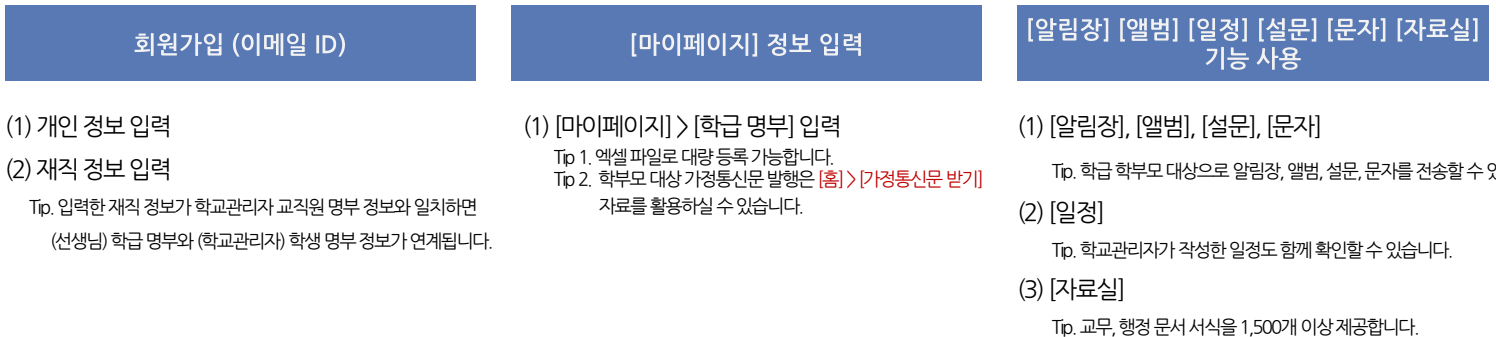 회원가입 (이메일 ID)
(1) 개인 정보 입력
(2) 재직 정보 입력
Tip. 입력한 재직 정보가 학교관리자 교직원 명부 정보와 일치하면
(선생님) 학급 명부와 (학교관리자) 학생 명부 정보가 연계됩니다.
[마이페이지] 정보 입력
(1) [마이페이지] > [학급 명부] 입력
Tip 1. 엑셀 파일로 대량 등록 가능합니다.
Tip 2. 학부모 대상 가정통신문 발행은 [홈] > [가정통신문 받기]
자료를 활용하실 수 있습니다.
[알림장] [앨범] [일정] [설문] [문자] [자료실]
기능 사용
(1) [알림장], [앨범], [설문], [문자]
Tip. 학급 학부모 대상으로 알림장, 앨범, 설문, 문자를 전송할 수
(2) [일정]
Tip. 학교관리자가 작성한 일정도 함께 확인할 수 있습니다.
(3) [자료실]
Tip. 교무, 행정 문서 서식을 1,500개 이상 제공합니다.